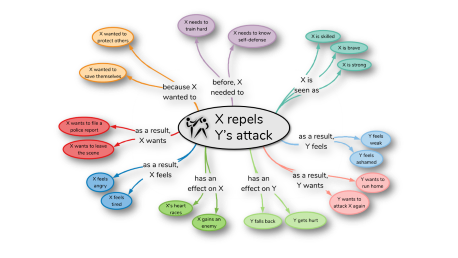 X wanted to
protect others
X needs to
train hard
X needs to know
self-defense
X is skilled
X is brave
X is strong
X wanted to
save themselves
because X
wanted to
before, X
needed to
X is
seen as
X repels
Y's attack
X wants to file a
police report
X wants to leave
the scene
as a result,
X wants
as a result,
Y feels
Y feels
weak
Y feels
ashamed
as a result,
X feels
X feels
angry
X feels
tired
has an
effect on X
X's heart
races
X gains an
enemy
has an
effect on Y
Y falls back
Y gets hurt
as a result,
Y wants
Y wants to
run home
Y wants to
attack X again